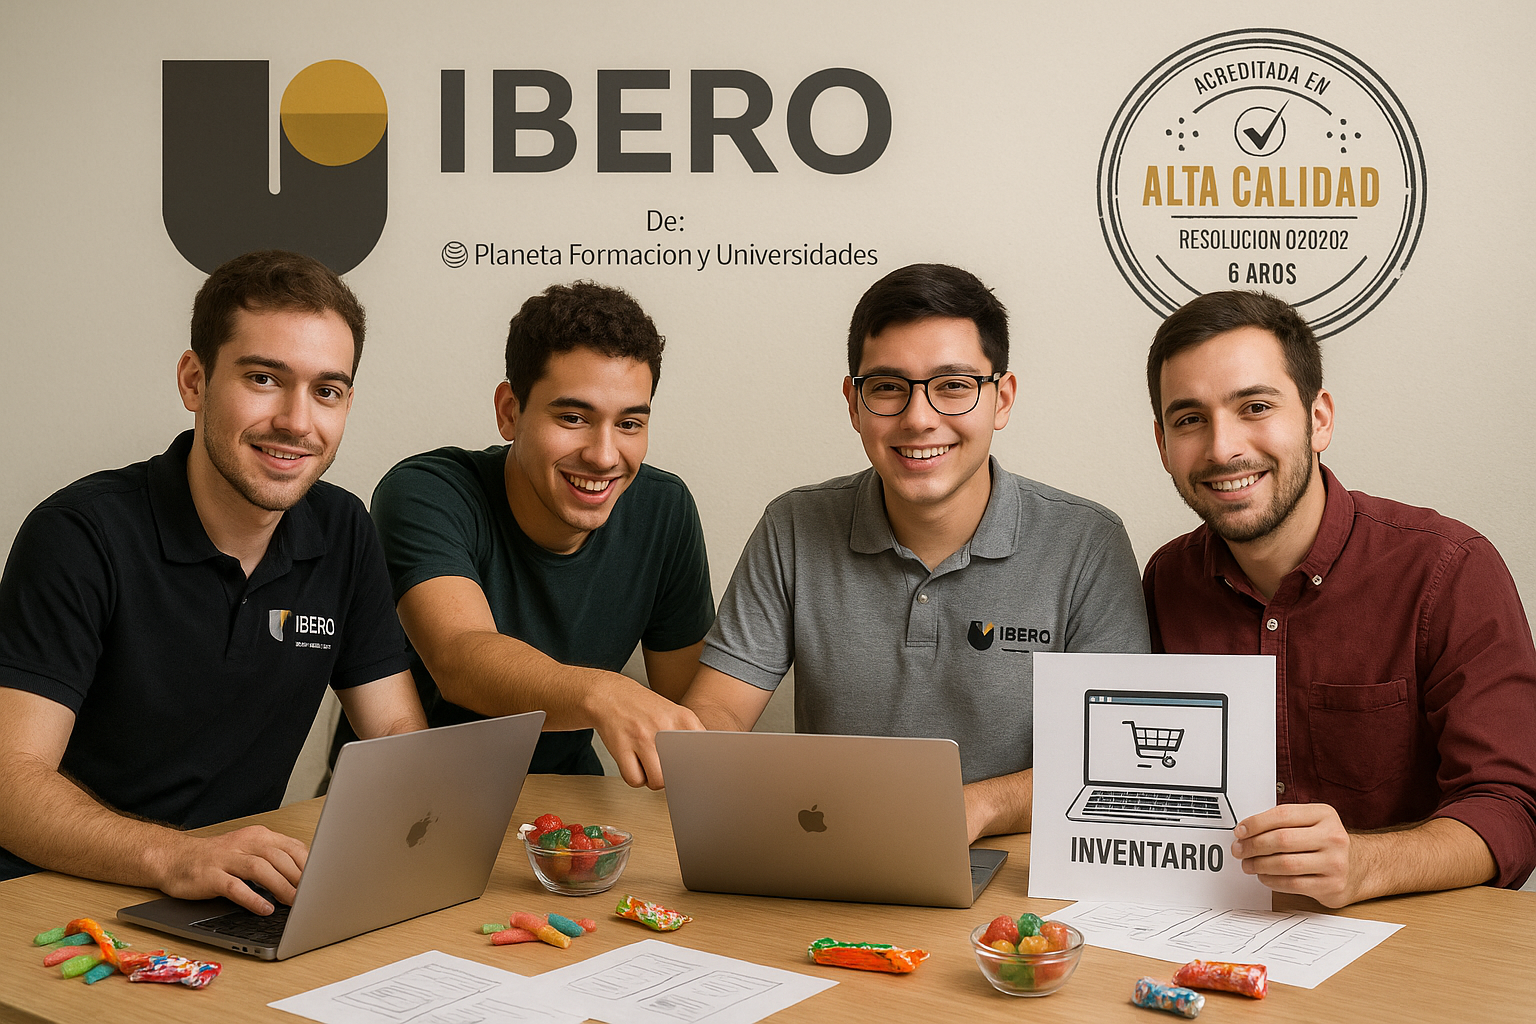 IBERO
De:
Planeta Formacion y Universidades
ACREDITADA EN
ALTA CALIDAD
RESOLUCION 020202
6 AROS
IBERO
IBERO
INVENTARIO